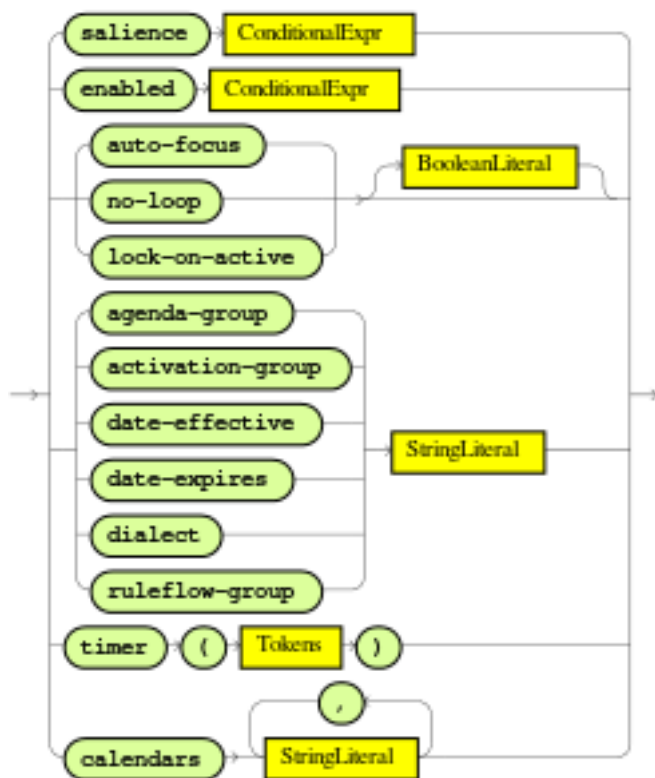 salience ConditionalExpr
enabled ConditionalExpr
auto-focus
BooleanLiteral
no-loop
lock-on-active
agenda-group
activation-group
date-effective
StringLiteral
date-expires
dialect
ruleflow-group
timer ( Tokens )
,
calendars StringLiteral